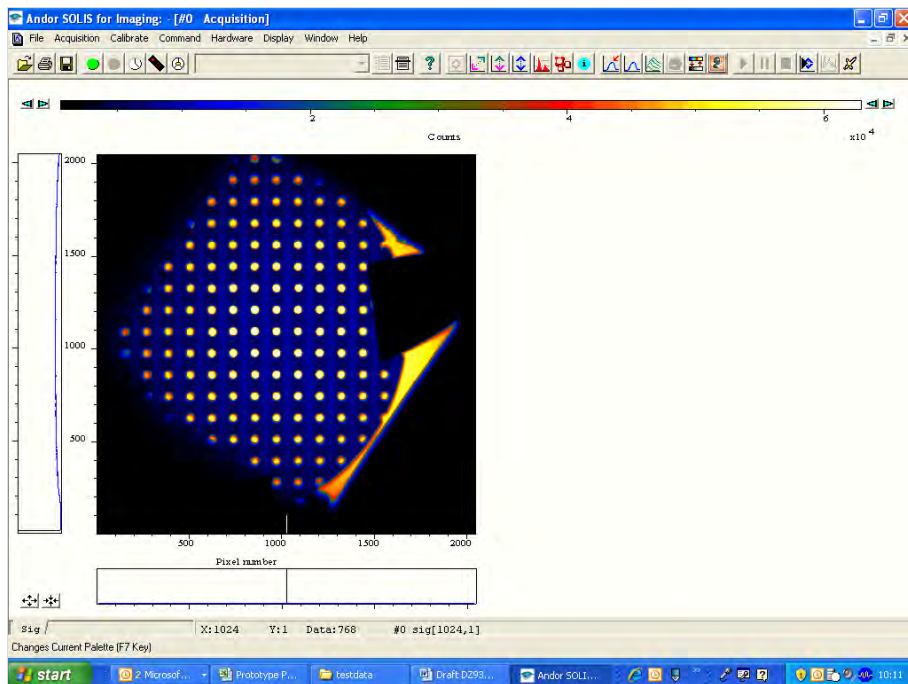 Andor SOLIS for Imaging: - [#0 Acquisition]
File Acquisition Calibrate Command Hardware Display Window Help
2 4 6
Counts
x10 4
2000
1500
1000
500
500 1000 1500 2000
Pixel number
Sig
X:1024 Y:1 Data:768 #0 sig[1024,1]
Changes Current Palette (F7 Key)
start 2 Microsof... Prototype P... testdata Draft DZ93... Andor SOLI... 10:11